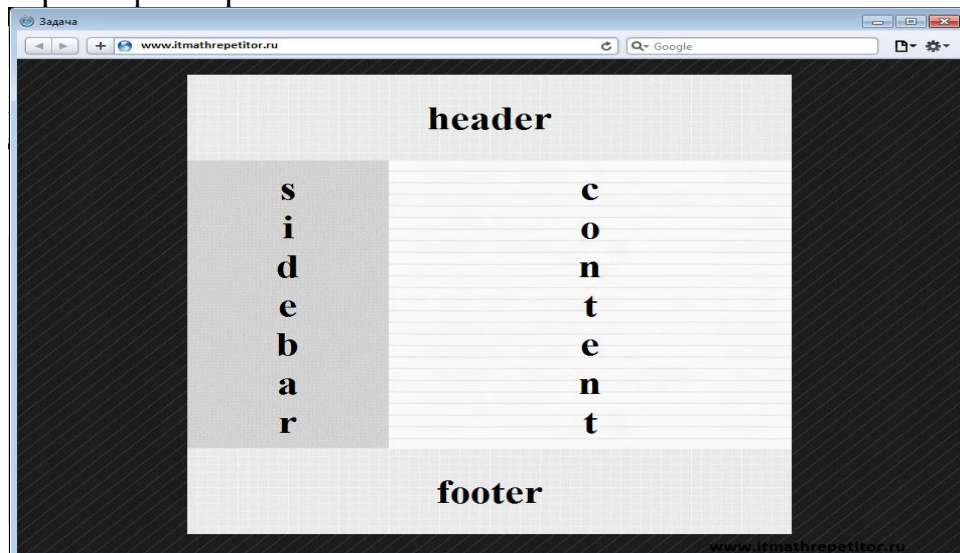 Задача
www.itmathrepetitor.ru
Google
header
s
i
d
e
b
a
r
c
o
n
t
e
n
t
footer
www.itmathrepetitor.ru